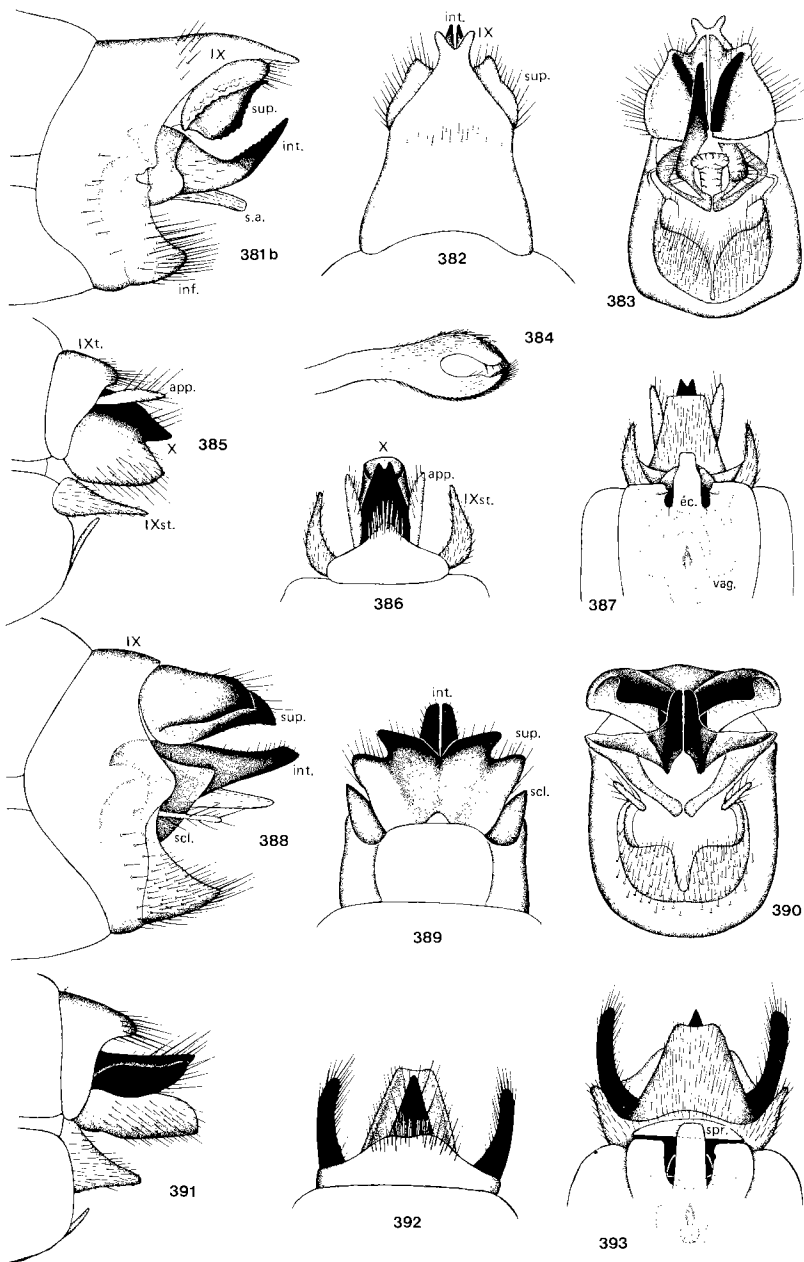 IX
sup.
int.
s.a.
inf.
381 b
int.
IX
sup.
382
383
384
IXt.
app.
X
IXst.
385
X
app.
IXst.
386
éc.
vag.
387
IX
sup.
int.
scl.
388
int.
sup.
scl.
389
390
391
392
spr.
393